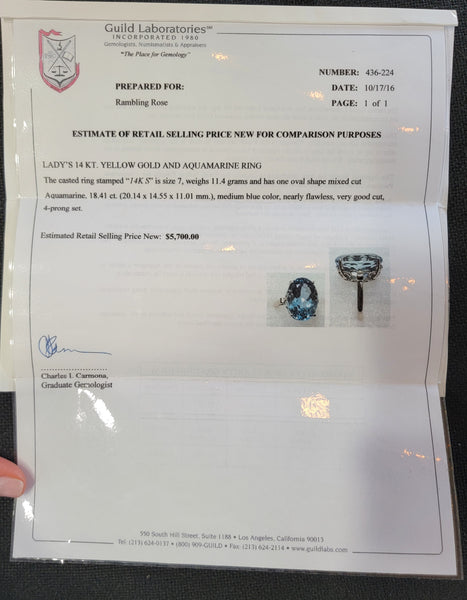 Guild Laboratories℠
INCORPORATED 1980
Gemologists, Numismatists & Appraisers
"The Place for Gemology"
NUMBER: 436-224
PREPARED FOR:
DATE: 10/17/16
Rambling Rose
PAGE: 1 of 1
ESTIMATE OF RETAIL SELLING PRICE NEW FOR COMPARISON PURPOSES
LADY'S 14 KT. YELLOW GOLD AND AQUAMARINE RING
The casted ring stamped "14K S" is size 7, weighs 11.4 grams and has one oval shape mixed cut
Aquamarine, 18.41 ct. (20.14 x 14.55 x 11.01 mm.), medium blue color, nearly flawless, very good cut,
4-prong set.
Estimated Retail Selling Price New: $5,700.00
Charles I. Carmona,
Graduate Gemologist
550 South Hill Street, Suite 1188 • Los Angeles, California 90013
Tel: (213) 624-0137 • (800) 909-GUILD • Fax: (213) 624-2114 • www.guildlabs.com